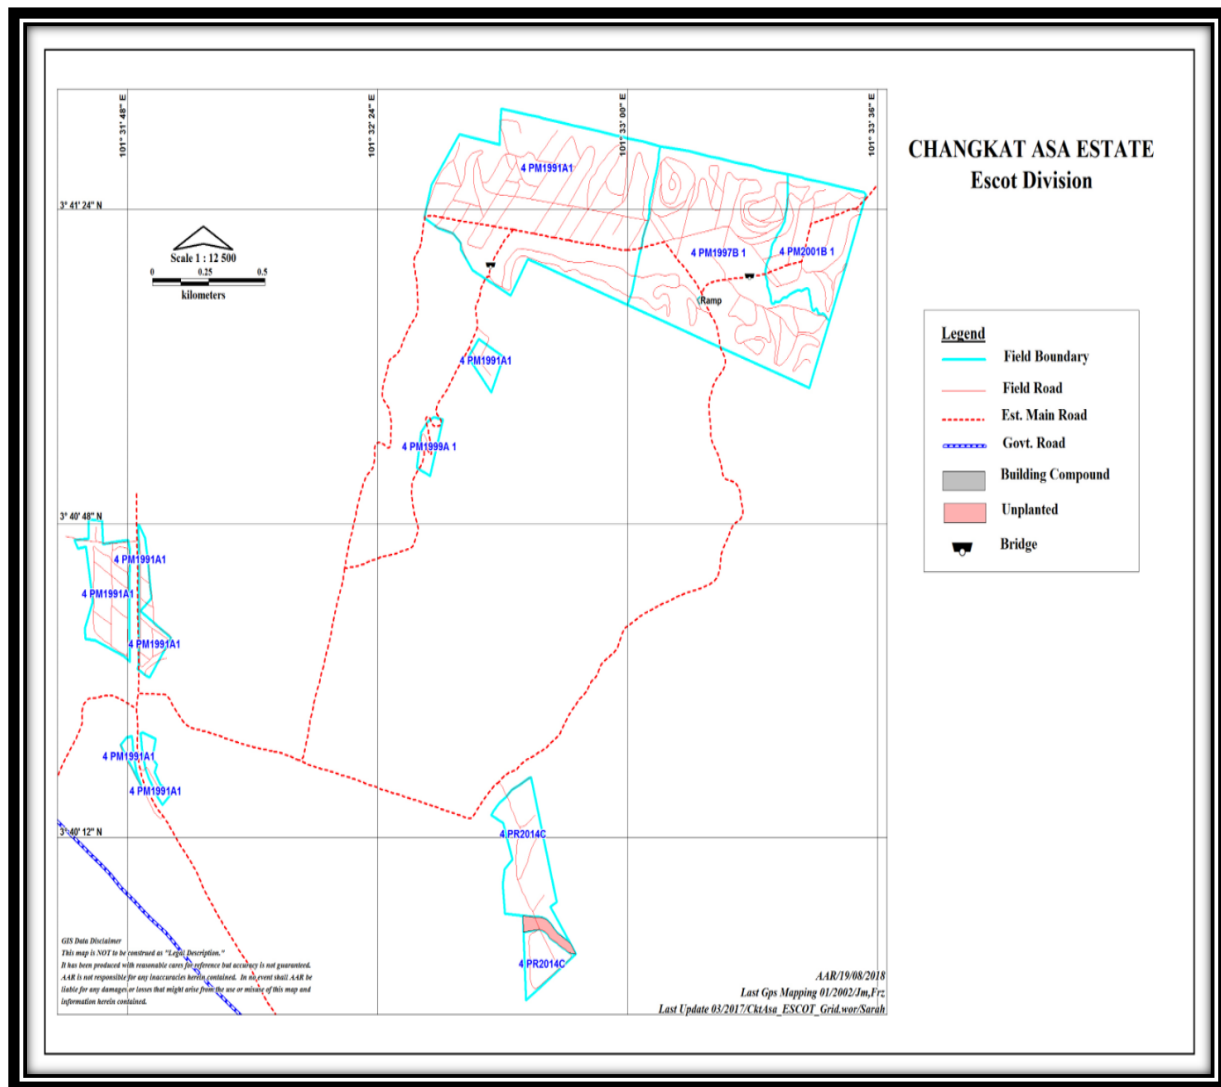 CHANGKAT ASA ESTATE
Escot Division
101° 31' 48" E
101° 32' 24" E
101° 33' 00" E
101° 33' 36" E
3° 41' 24" N
3° 40' 48" N
3° 40' 12" N
Scale 1 : 12 500
0 0.25 0.5
kilometers
4 PM1991A1
4 PM1997B 1
4 PM2001B 1
Ramp
4 PM1991A1
4 PM1999A 1
4 PM1991A1
4 PM1991A1
4 PM1991A1
4 PM1991A1
4 PM1991A1
4 PR2014C
4 PR2014C
Legend
Field Boundary
Field Road
Est. Main Road
Govt. Road
Building Compound
Unplanted
Bridge
GIS Data Disclaimer
This map is NOT to be construed as "Legal Description."
It has been produced with reasonable cares for reference but accuracy is not guaranteed.
AAR is not responsible for any inaccuracies herein contained. In no event shall AAR be
liable for any damages or losses that might arise from the use or misuse of this map and
information herein contained.
AAR/19/08/2018
Last Gps Mapping 01/2002/Jm,Frz
Last Update 03/2017/CktAsa_ESCOT_Grid.wor/Sarah